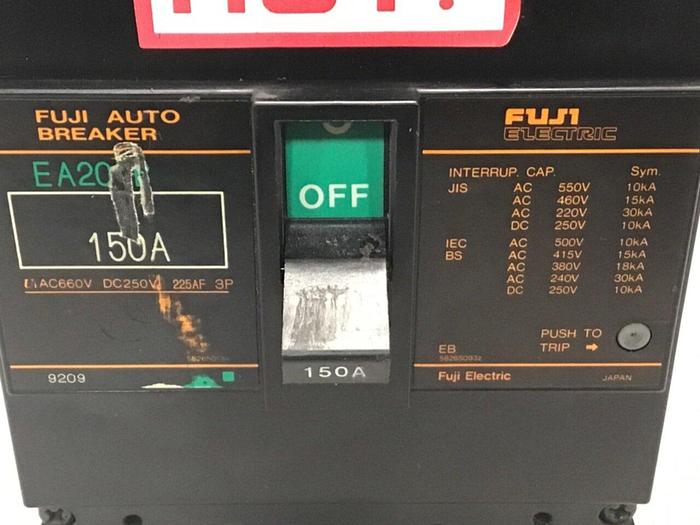 HOT!
FUJI AUTO
BREAKER
150A
AC660V DC250V 225AF 3P
9209
OFF
150A
FUJI
ELECTRIC
INTERRUP. CAP. Sym.
JIS AC 550V 10kA
AC 460V 15kA
AC 220V 30kA
DC 250V 10kA
IEC AC 500V 10kA
BS AC 415V 15kA
AC 380V 18kA
AC 240V 30kA
DC 250V 10kA
PUSH TO
TRIP ➡
EB
Fuji Electric JAPAN